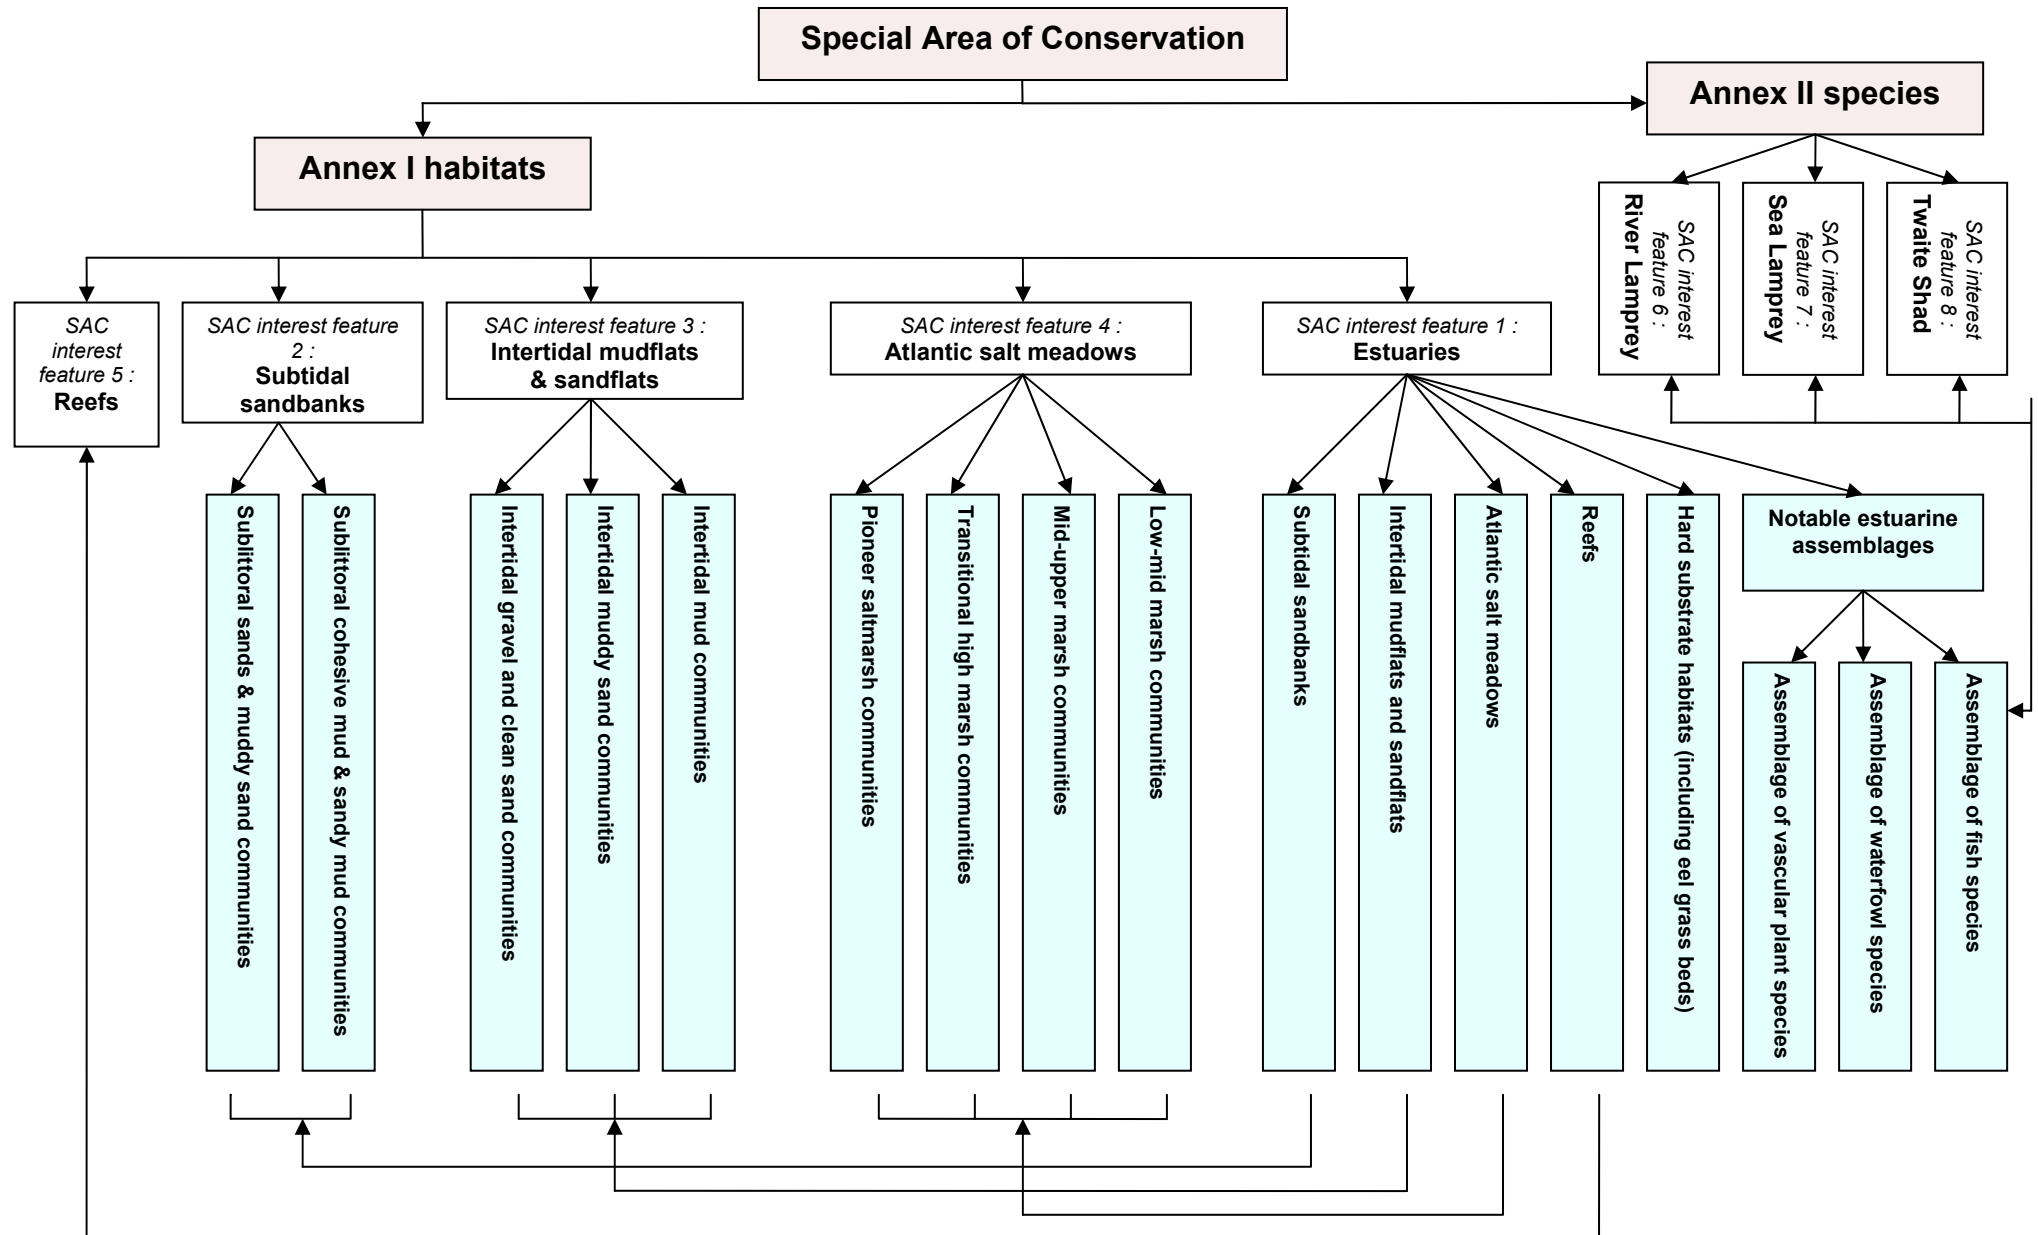 Special Area of Conservation
Annex II species
Annex I habitats
SAC interest
feature 6 :
River Lamprey
SAC interest
feature 7 :
Sea Lamprey
SAC interest
feature 8 :
Twaite Shad
SAC
interest
feature 5 :
Reefs
SAC interest feature
2 :
Subtidal
sandbanks
SAC interest feature 3 :
Intertidal mudflats
& sandflats
SAC interest feature 4 :
Atlantic salt meadows
SAC interest feature 1 :
Estuaries
Sublittoral sands & muddy sand communities
Sublittoral cohesive mud & sandy mud communities
Intertidal gravel and clean sand communities
Intertidal muddy sand communities
Intertidal mud communities
Pioneer saltmarsh communities
Transitional high marsh communities
Mid-upper marsh communities
Low-mid marsh communities
Subtidal sandbanks
Intertidal mudflats and sandflats
Atlantic salt meadows
Reefs
Hard substrate habitats (including eel grass beds)
Notable estuarine
assemblages
Assemblage of vascular plant species
Assemblage of waterfowl species
Assemblage of fish species